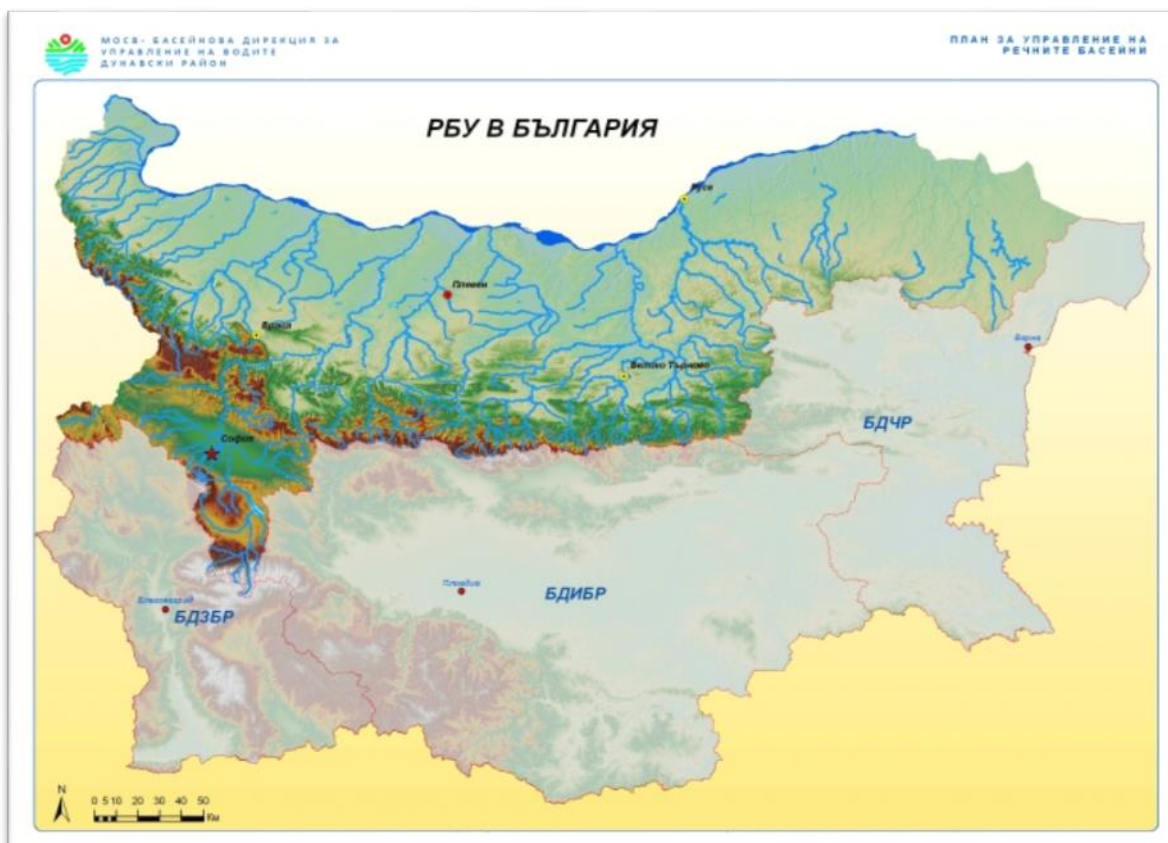 МОСВ- БАСЕЙНОВА ДИРЕКЦИЯ ЗА
УПРАВЛЕНИЕ НА ВОДИТЕ
ДУНАВСКИ РАЙОН
ПЛАН ЗА УПРАВЛЕНИЕ НА
РЕЧНИТЕ БАСЕЙНИ
РБУ В БЪЛГАРИЯ
Русе
Плевен
Враца
Варна
Велико Търново
БДЧР
София
Пловдив
БДИБР
Благоевград
БДЗБР
N
0 5 10 20 30 40 50
Км